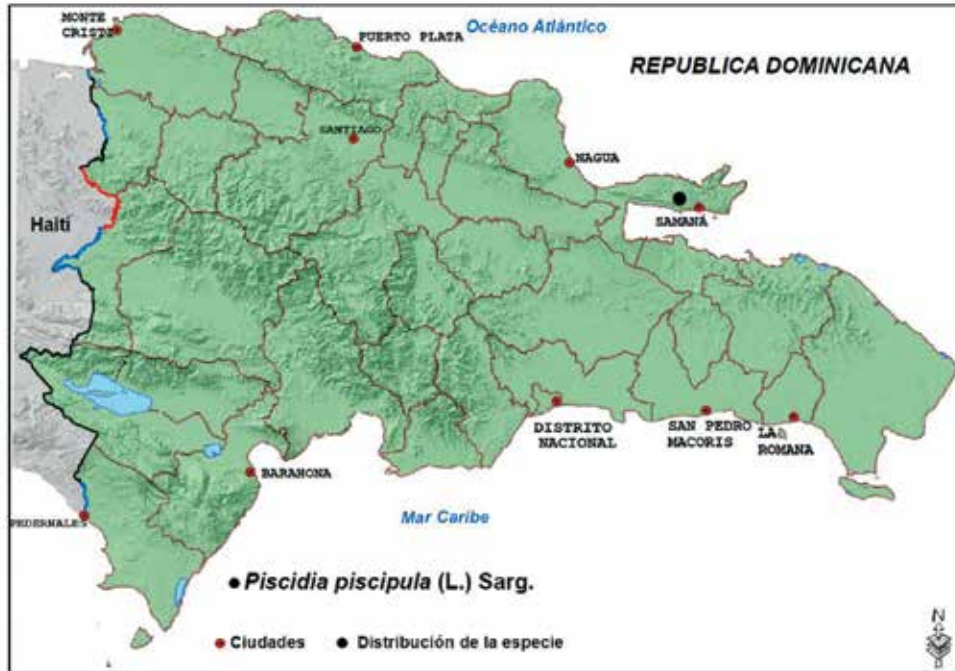 MONTE
CRISTI
PUERTO PLATA
Océano Atlántico
REPUBLICA DOMINICANA
SANTIAGO
NAGUA
SAMANÁ
Haití
DISTRITO
NACIONAL
SAN PEDRO
MACORIS
LA
ROMANA
BARAHONA
PEDERNALES
Mar Caribe
Piscidia piscipula (L.) Sarg.
Ciudades
Distribución de la especie
N